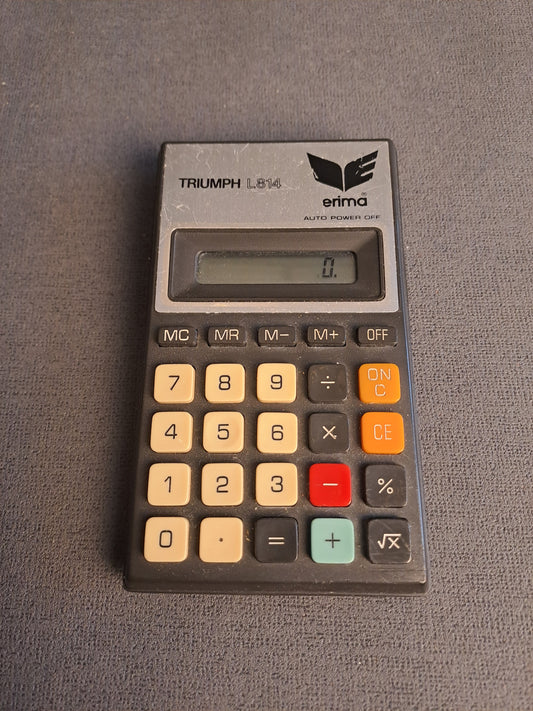 TRIUMPH L814
erima®
AUTO POWER OFF
0.
MC MR M− M+ OFF
7 8 9 ÷ ON C
4 5 6 × CE
1 2 3 − %
0 . = + √x